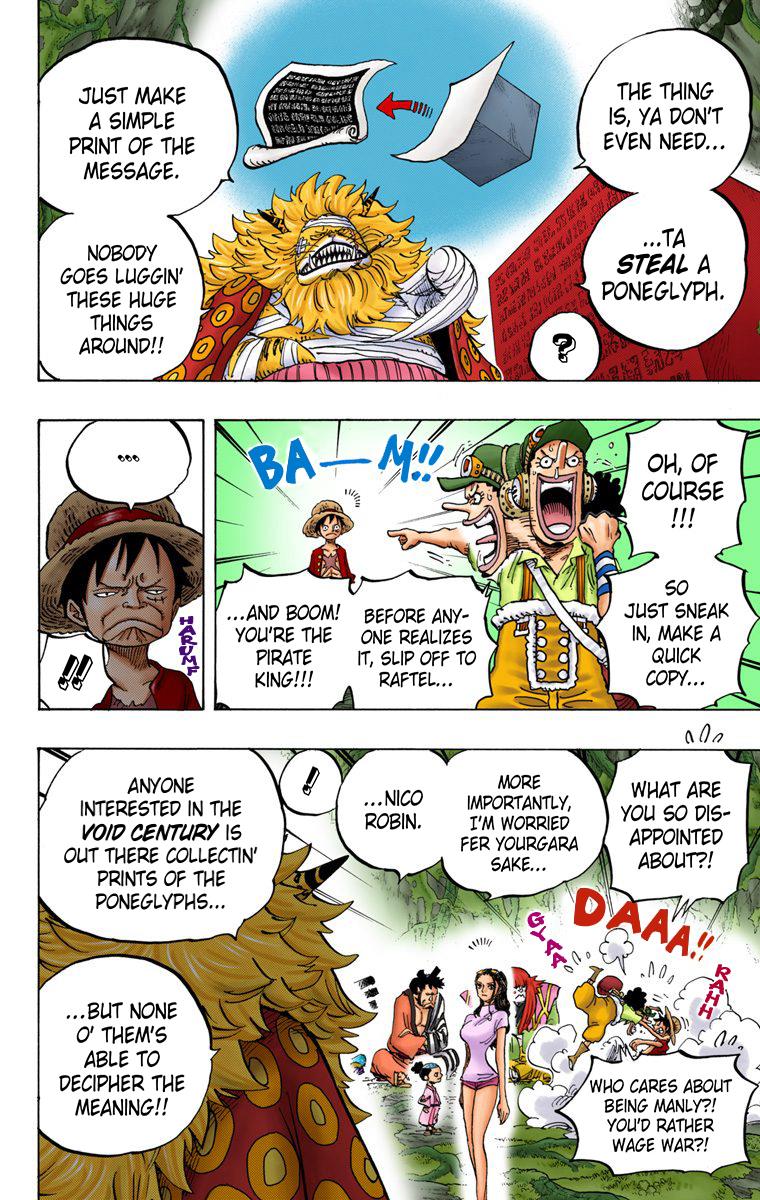 THE THING
IS, YA DON'T
EVEN NEED...
...TA
STEAL A
PONEGLYPH.
?
JUST MAKE
A SIMPLE
PRINT OF THE
MESSAGE.
NOBODY
GOES LUGGIN'
THESE HUGE
THINGS
AROUND!!
OH, OF
COURSE
!!!
SO
JUST SNEAK
IN, MAKE A
QUICK
COPY...
BEFORE ANY-
ONE REALIZES
IT, SLIP OFF TO
RAFTEL...
BA—M!!
...AND BOOM!
YOU'RE THE
PIRATE
KING!!!
...
HARUMF
!!
WHAT ARE
YOU SO DIS-
APPOINTED
ABOUT?!
DAAA!!
GYAA
RAHH
WHO CARES ABOUT
BEING MANLY?!
YOU'D RATHER
WAGE WAR?!
MORE
IMPORTANTLY,
I'M WORRIED
FER YOURGARA
SAKE...
...NICO
ROBIN.
!
ANYONE
INTERESTED IN THE
VOID CENTURY IS
OUT THERE COLLECTIN'
PRINTS OF THE
PONEGLYPHS...
...BUT NONE
O' THEM'S
ABLE TO
DECIPHER THE
MEANING!!